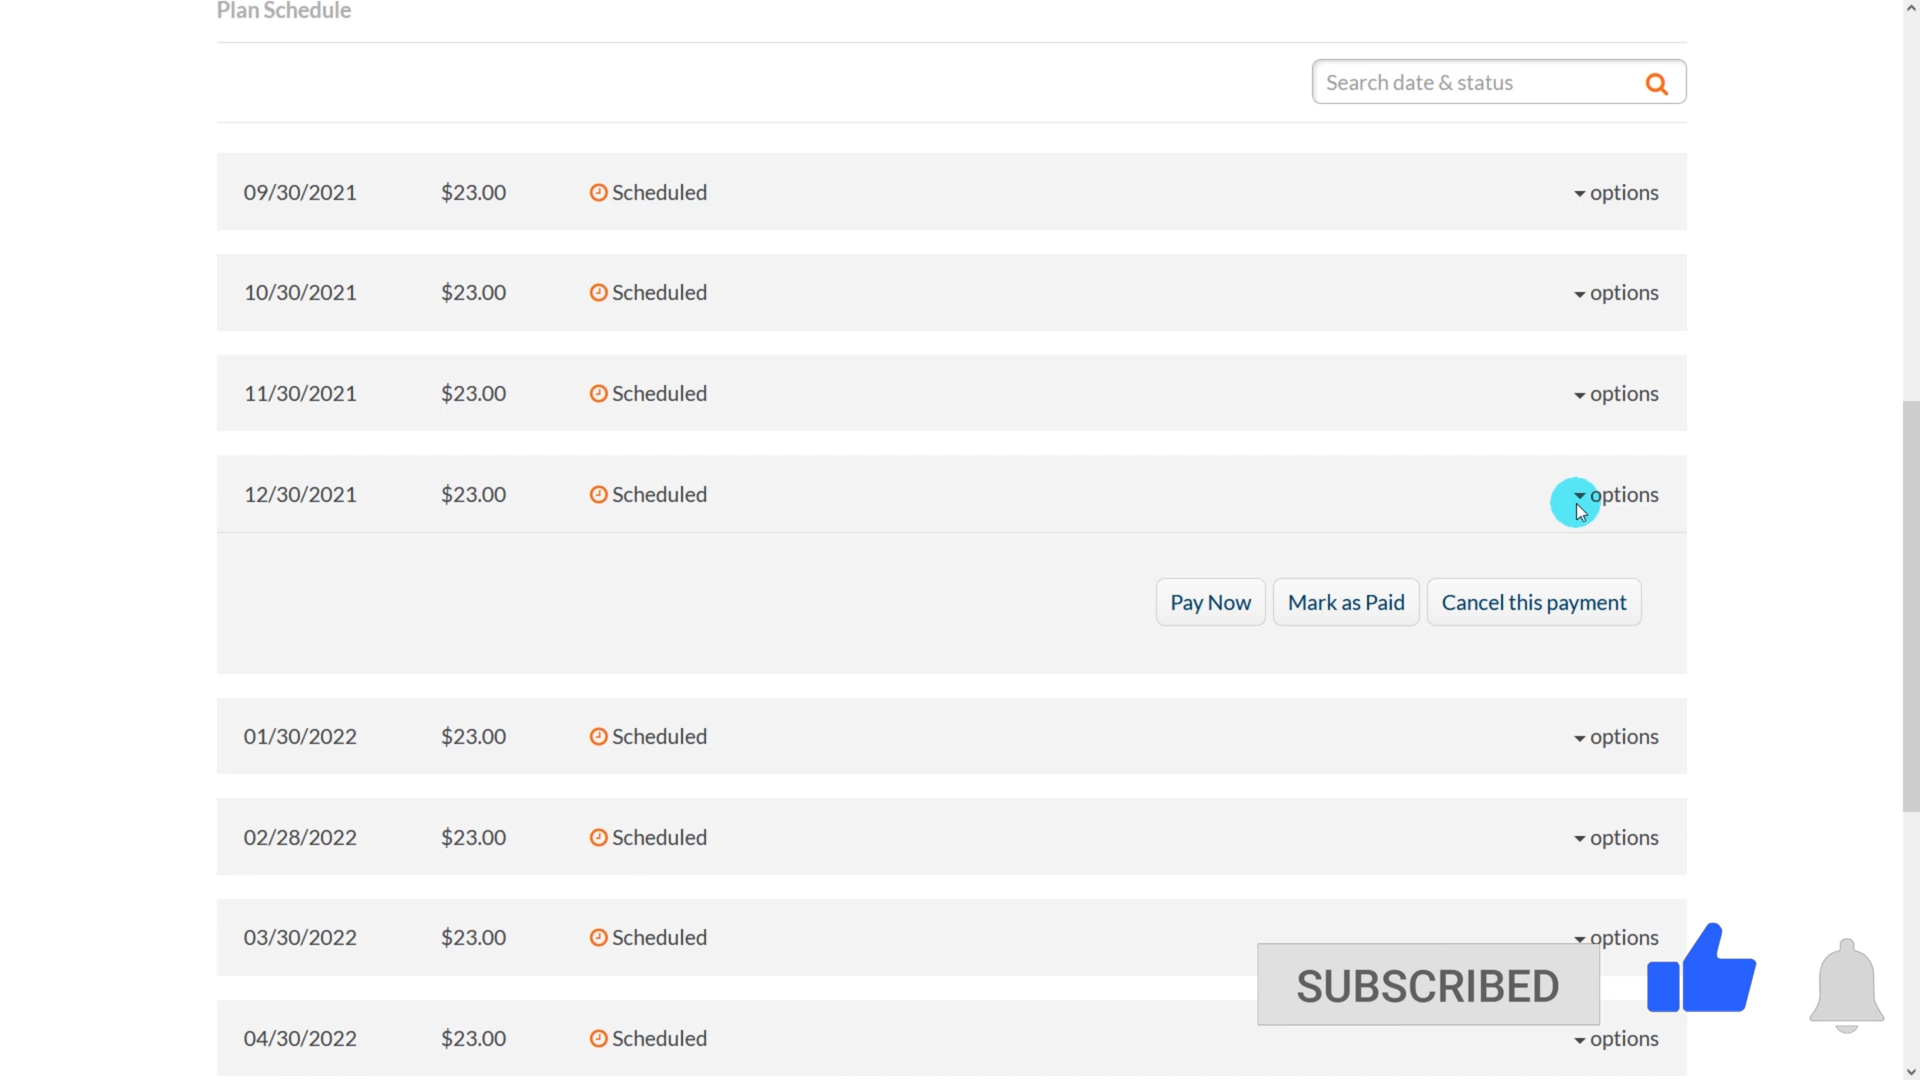 Plan Schedule
Search date & status
09/30/2021 $23.00 Scheduled options
10/30/2021 $23.00 Scheduled options
11/30/2021 $23.00 Scheduled options
12/30/2021 $23.00 Scheduled options
Pay Now Mark as Paid Cancel this payment
01/30/2022 $23.00 Scheduled options
02/28/2022 $23.00 Scheduled options
03/30/2022 $23.00 Scheduled options
SUBSCRIBED
04/30/2022 $23.00 Scheduled options